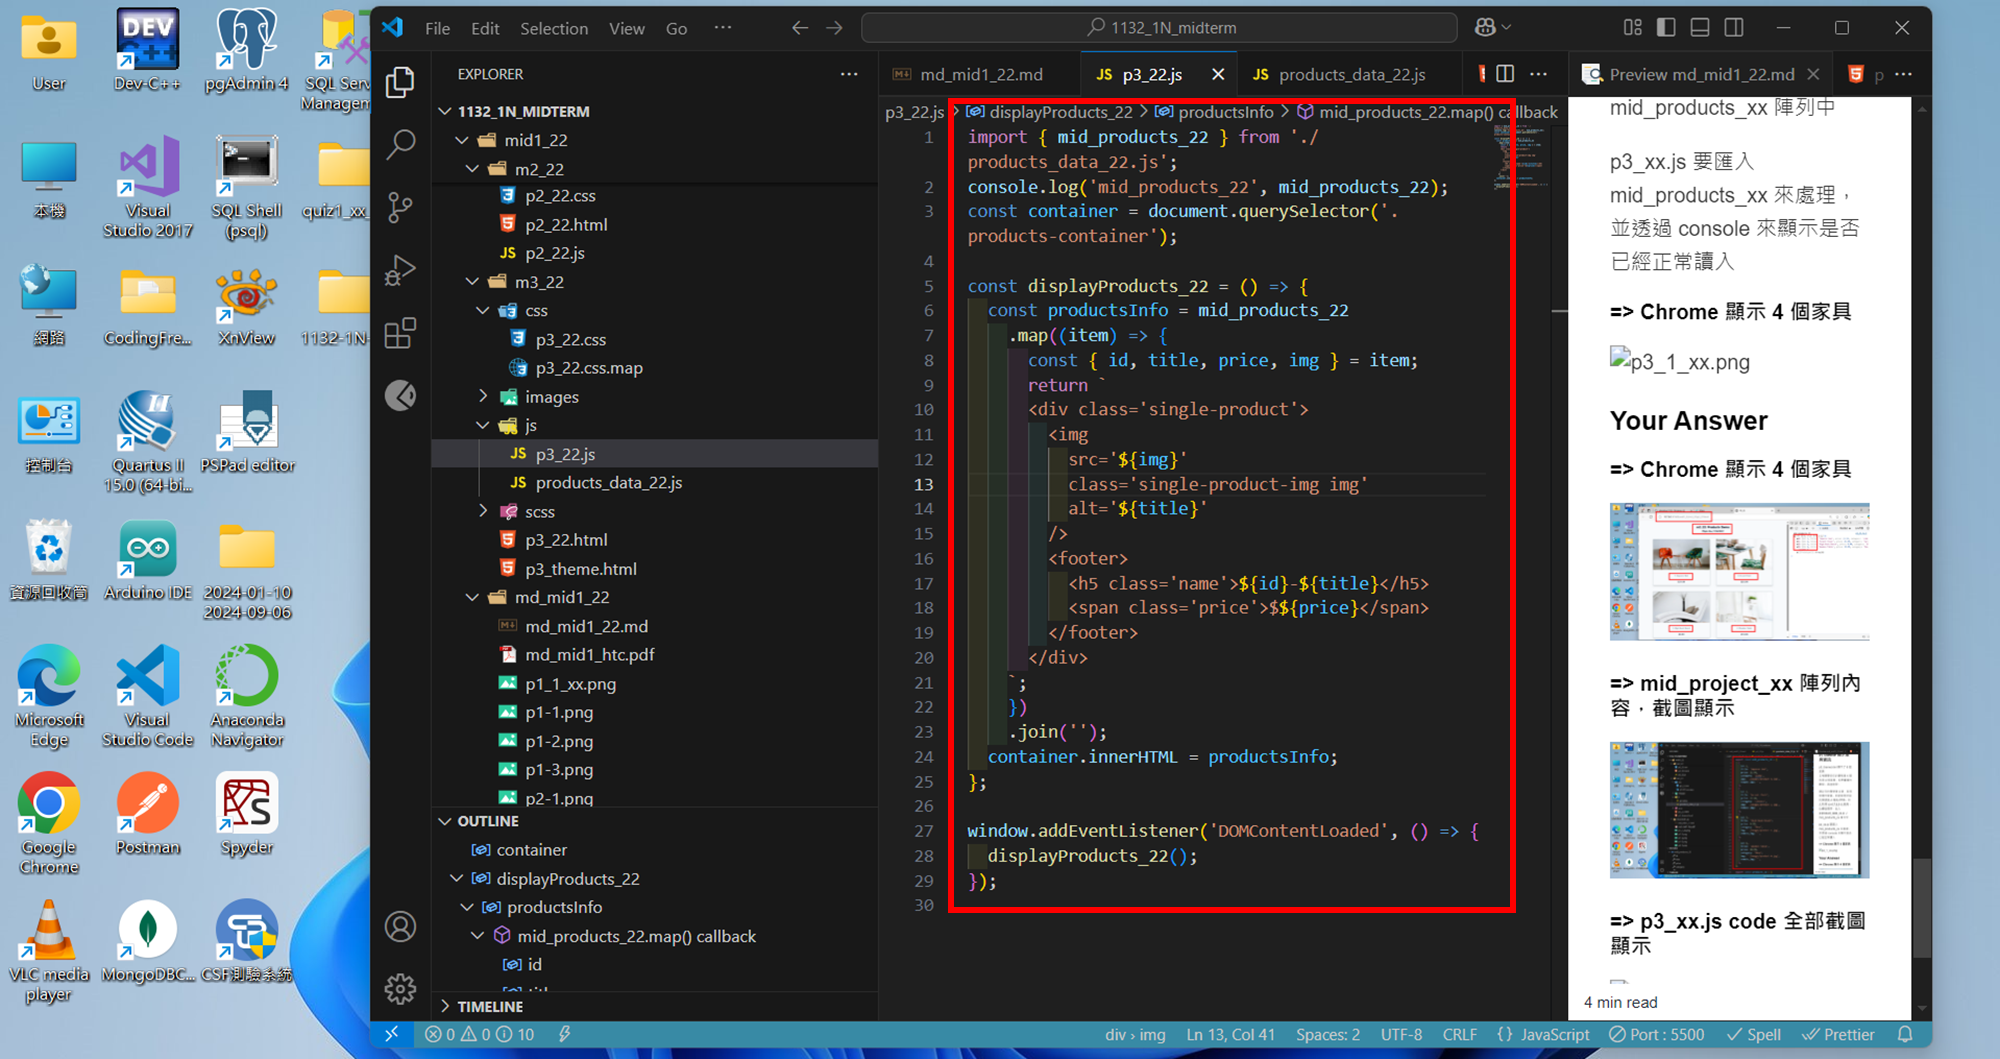 User
Dev-C++
pgAdmin 4
SQL Serv
Managem
本機
Visual
Studio 2017
SQL Shell
(psql)
quiz1_xx_
網路
CodingFre...
XnView
1132-1N-
控制台
Quartus II
15.0 (64-bi...
PSPad editor
資源回收筒
Arduino IDE
2024-01-10
2024-09-06
Microsoft
Edge
Visual
Studio Code
Anaconda
Navigator
Google
Chrome
Postman
Spyder
VLC media
player
MongoDBC...
CSF測驗系統
File Edit Selection View Go ···
1132_1N_midterm
EXPLORER
1132_1N_MIDTERM
mid1_22
m2_22
p2_22.css
p2_22.html
JS p2_22.js
m3_22
css
p3_22.css
p3_22.css.map
images
js
JS p3_22.js
JS products_data_22.js
scss
p3_22.html
p3_theme.html
md_mid1_22
md_mid1_22.md
md_mid1_htc.pdf
p1_1_xx.png
p1-1.png
p1-2.png
p1-3.png
p2-1.png
OUTLINE
container
displayProducts_22
productsInfo
mid_products_22.map() callback
id
TIMELINE
md_mid1_22.md
JS p3_22.js
JS products_data_22.js
p3_22.js > displayProducts_22 > productsInfo > mid_products_22.map() callback
1 import { mid_products_22 } from './
products_data_22.js';
2 console.log('mid_products_22', mid_products_22);
3 const container = document.querySelector('.
products-container');
4
5 const displayProducts_22 = () => {
6 const productsInfo = mid_products_22
7 .map((item) => {
8 const { id, title, price, img } = item;
9 return `
10 <div class='single-product'>
11 <img
12 src='${img}'
13 class='single-product-img img'
14 alt='${title}'
15 />
16 <footer>
17 <h5 class='name'>${id}-${title}</h5>
18 <span class='price'>$${price}</span>
19 </footer>
20 </div>
21 `;
22 })
23 .join('');
24 container.innerHTML = productsInfo;
25 };
26
27 window.addEventListener('DOMContentLoaded', () => {
28 displayProducts_22();
29 });
30
Preview md_mid1_22.md
p
mid_products_xx 陣列中
p3_xx.js 要匯入
mid_products_xx 來處理，
並透過 console 來顯示是否
已經正常讀入
=> Chrome 顯示 4 個家具
p3_1_xx.png
Your Answer
=> Chrome 顯示 4 個家具
=> mid_project_xx 陣列內
容，截圖顯示
=> p3_xx.js code 全部截圖
顯示
4 min read
0 0 10
div › img
Ln 13, Col 41
Spaces: 2
UTF-8
CRLF
{} JavaScript
Port : 5500
Spell
Prettier